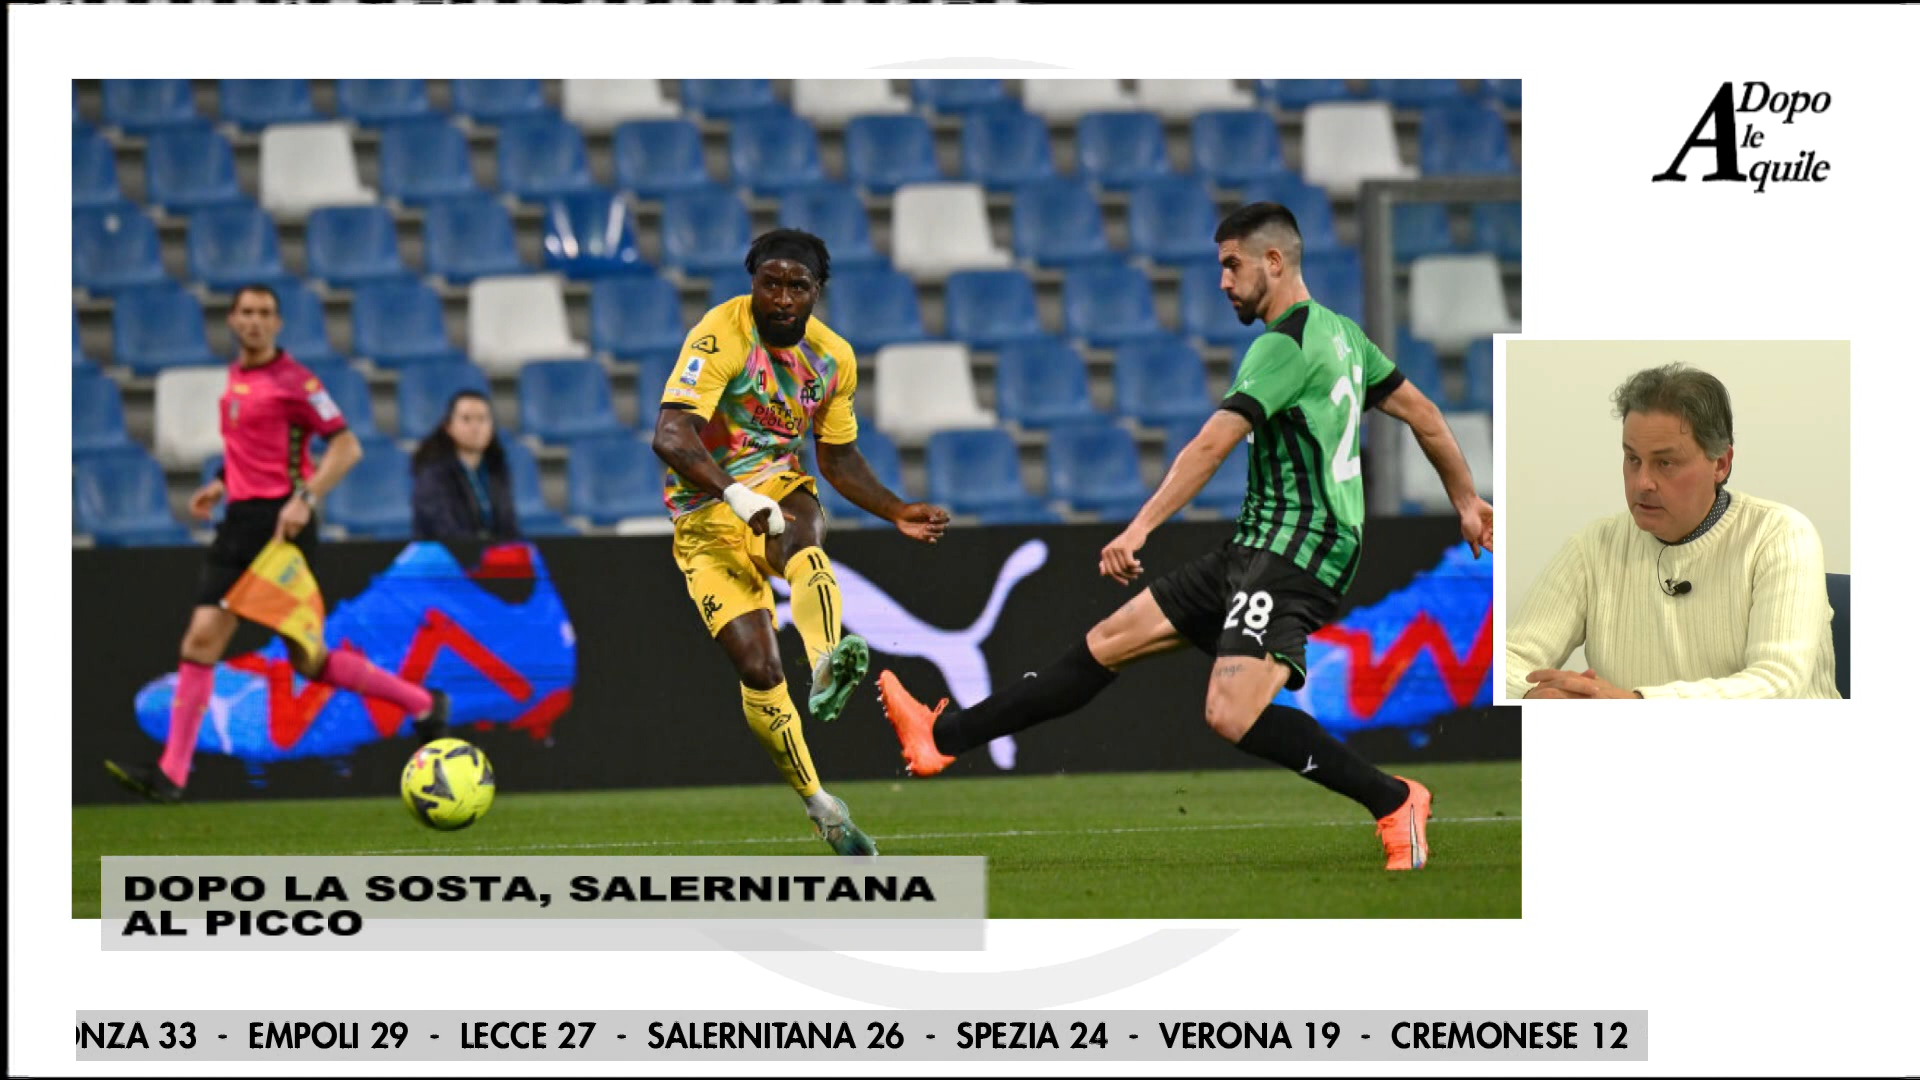 Dopo
le
Aquile
28
DOPO LA SOSTA, SALERNITANA
AL PICCO
ONZA 33 - EMPOLI 29 - LECCE 27 - SALERNITANA 26 - SPEZIA 24 - VERONA 19 - CREMONESE 12